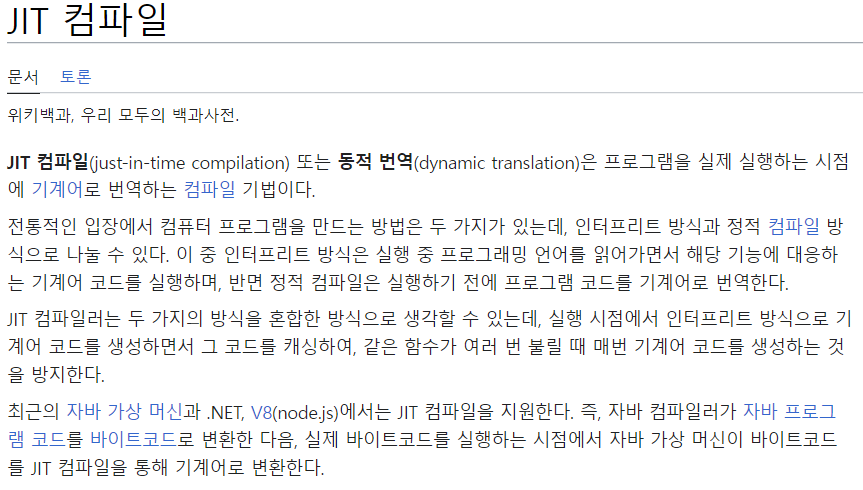 JIT 컴파일
문서 토론
위키백과, 우리 모두의 백과사전.
JIT 컴파일(just-in-time compilation) 또는 동적 번역(dynamic translation)은 프로그램을 실제 실행하는 시점
에 기계어로 번역하는 컴파일 기법이다.
전통적인 입장에서 컴퓨터 프로그램을 만드는 방법은 두 가지가 있는데, 인터프리트 방식과 정적 컴파일 방
식으로 나눌 수 있다. 이 중 인터프리트 방식은 실행 중 프로그래밍 언어를 읽어가면서 해당 기능에 대응하
는 기계어 코드를 실행하며, 반면 정적 컴파일은 실행하기 전에 프로그램 코드를 기계어로 번역한다.
JIT 컴파일러는 두 가지의 방식을 혼합한 방식으로 생각할 수 있는데, 실행 시점에서 인터프리트 방식으로 기
계어 코드를 생성하면서 그 코드를 캐싱하여, 같은 함수가 여러 번 불릴 때 매번 기계어 코드를 생성하는 것
을 방지한다.
최근의 자바 가상 머신과 .NET, V8(node.js)에서는 JIT 컴파일을 지원한다. 즉, 자바 컴파일러가 자바 프로그
램 코드를 바이트코드로 변환한 다음, 실제 바이트코드를 실행하는 시점에서 자바 가상 머신이 바이트코드
를 JIT 컴파일을 통해 기계어로 변환한다.